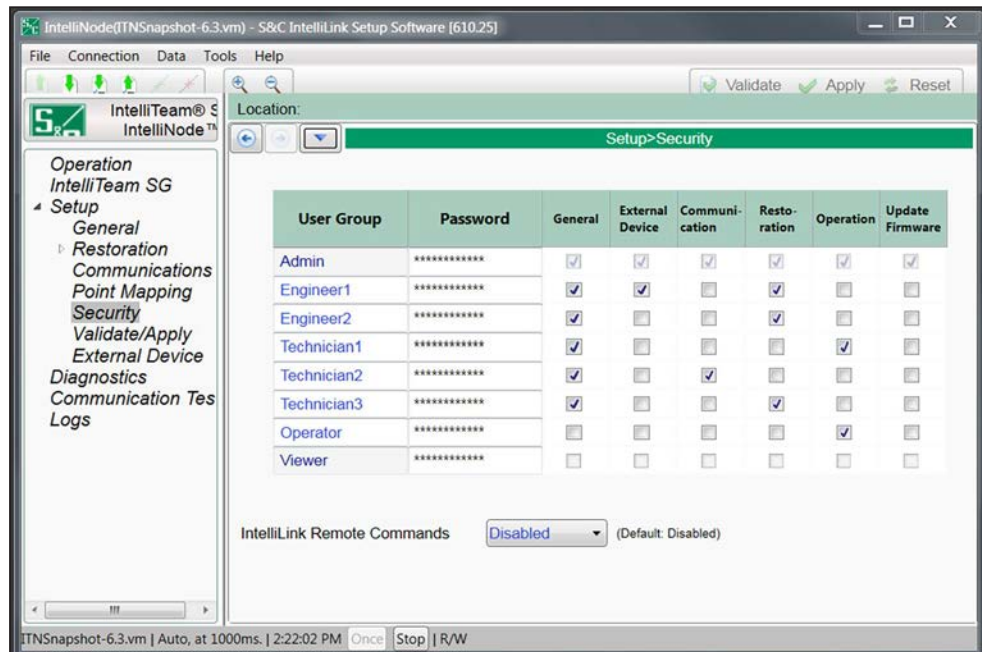 IntelliNode(ITNSnapshot-6.3.vm) - S&C IntelliLink Setup Software [610.25]
File Connection Data Tools Help
Validate Apply Reset
S&C
IntelliTeam® S
IntelliNode™
Location:
Setup>Security
Operation
IntelliTeam SG
Setup
General
Restoration
Communications
Point Mapping
Security
Validate/Apply
External Device
Diagnostics
Communication Tes
Logs
User Group Password General External Device Communi-cation Resto-ration Operation Update Firmware
Admin ************
Engineer1 ************
Engineer2 ************
Technician1 ************
Technician2 ************
Technician3 ************
Operator ************
Viewer ************
IntelliLink Remote Commands Disabled (Default: Disabled)
ITNSnapshot-6.3.vm | Auto, at 1000ms. | 2:22:02 PM Once Stop | R/W